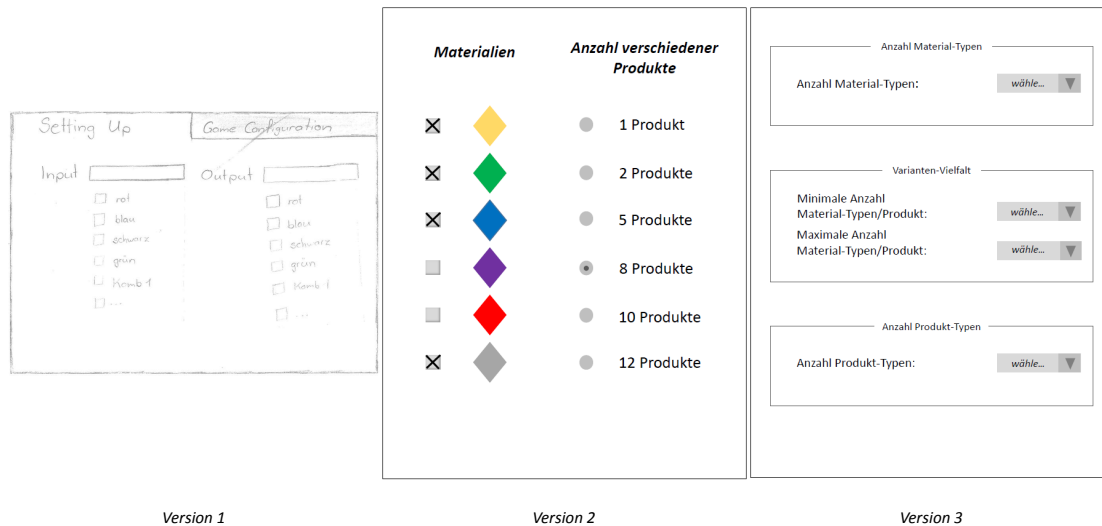 Setting Up
Game Configuration
Input
Output
rot
blau
schwarz
grün
Komb 1
...
rot
blau
schwarz
grün
Komb 1
...
Materialien
Anzahl verschiedener
Produkte
1 Produkt
2 Produkte
5 Produkte
8 Produkte
10 Produkte
12 Produkte
Anzahl Material-Typen
Anzahl Material-Typen:
wähle...
Varianten-Vielfalt
Minimale Anzahl
Material-Typen/Produkt:
wähle...
Maximale Anzahl
Material-Typen/Produkt:
wähle...
Anzahl Produkt-Typen
Anzahl Produkt-Typen:
wähle...
Version 1
Version 2
Version 3